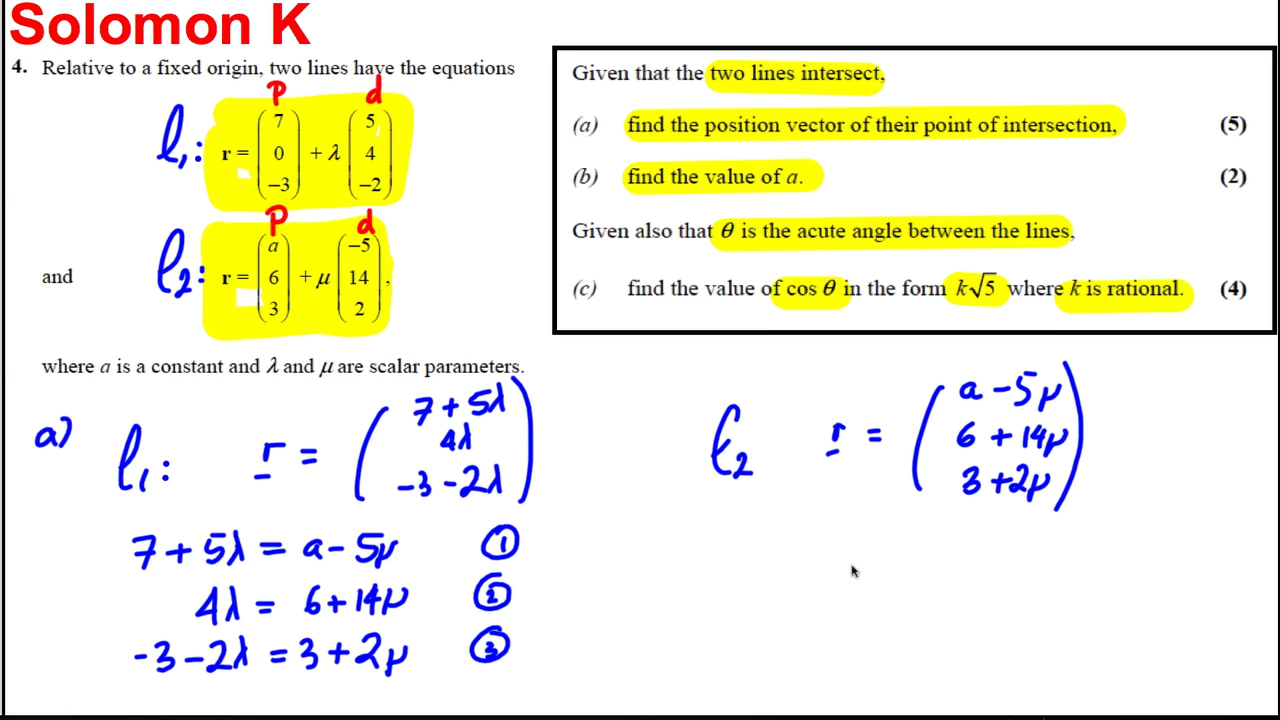 Solomon K
4. Relative to a fixed origin, two lines have the equations
p d
l₁: r = ( 7 0 −3 ) + λ ( 5 4 −2 )
p d
and l₂: r = ( a 6 3 ) + μ ( −5 14 2 ),
where a is a constant and λ and μ are scalar parameters.
Given that the two lines intersect,
(a) find the position vector of their point of intersection, (5)
(b) find the value of a. (2)
Given also that θ is the acute angle between the lines,
(c) find the value of cos θ in the form k√5 where k is rational. (4)
a) l₁: r = ( 7 + 5λ 4λ -3 - 2λ )
l₂ r = ( a - 5μ 6 + 14μ 3 + 2μ )
7 + 5λ = a - 5μ ①
4λ = 6 + 14μ ②
-3 - 2λ = 3 + 2μ ③